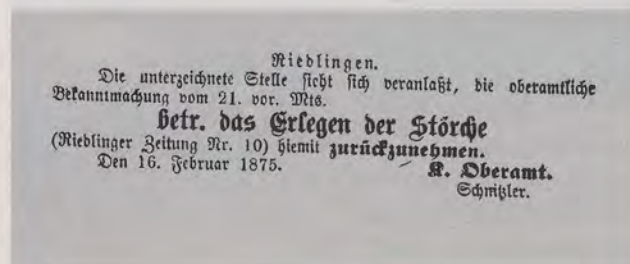 Riedlingen.
Die unterzeichnete Stelle sieht sich veranlaßt, die oberamtliche
Bekanntmachung vom 21. vor. Mts.
betr. das Erlegen der Störche
(Riedlinger Zeitung Nr. 10) hiemit zurückzunehmen.
Den 16. Februar 1875. K. Oberamt.
Schnitzler.